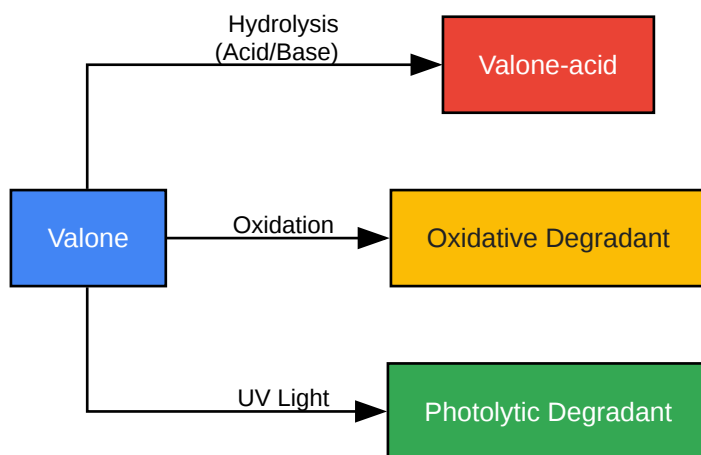 Hydrolysis
(Acid/Base)
Valone-acid
Valone
Oxidation
Oxidative Degradant
UV Light
Photolytic Degradant